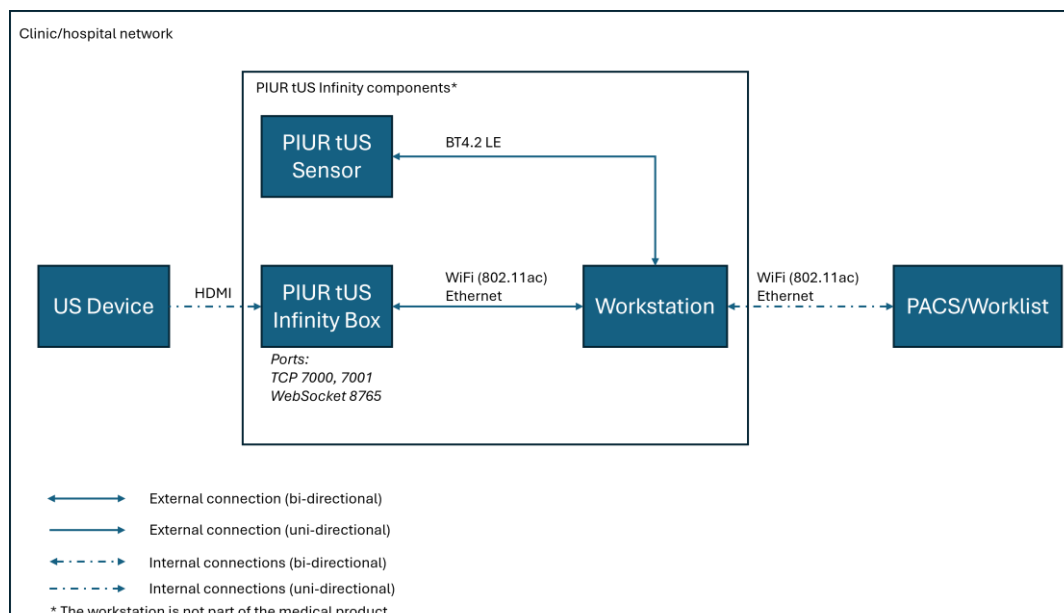 Clinic/hospital network
PIUR tUS Infinity components*
PIUR tUS
Sensor
BT4.2 LE
US Device
HDMI
PIUR tUS
Infinity Box
WiFi (802.11ac)
Ethernet
Workstation
WiFi (802.11ac)
Ethernet
PACS/Worklist
Ports:
TCP 7000, 7001
WebSocket 8765
External connection (bi-directional)
External connection (uni-directional)
Internal connections (bi-directional)
Internal connections (uni-directional)
* The workstation is not part of the medical product